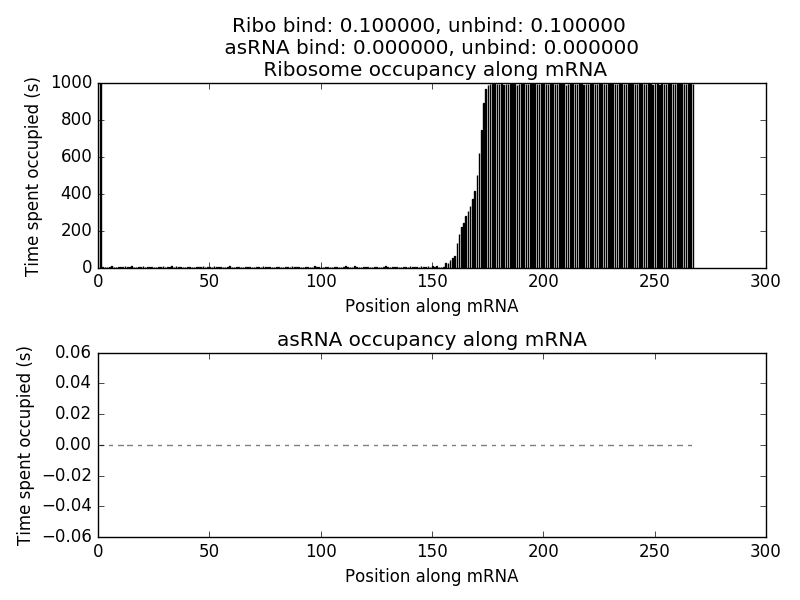 Ribo bind: 0.100000, unbind: 0.100000
asRNA bind: 0.000000, unbind: 0.000000
Ribosome occupancy along mRNA
Time spent occupied (s)
1000
800
600
400
200
0
0 50 100 150 200 250 300
Position along mRNA
asRNA occupancy along mRNA
Time spent occupied (s)
0.06
0.04
0.02
0.00
−0.02
−0.04
−0.06
0 50 100 150 200 250 300
Position along mRNA